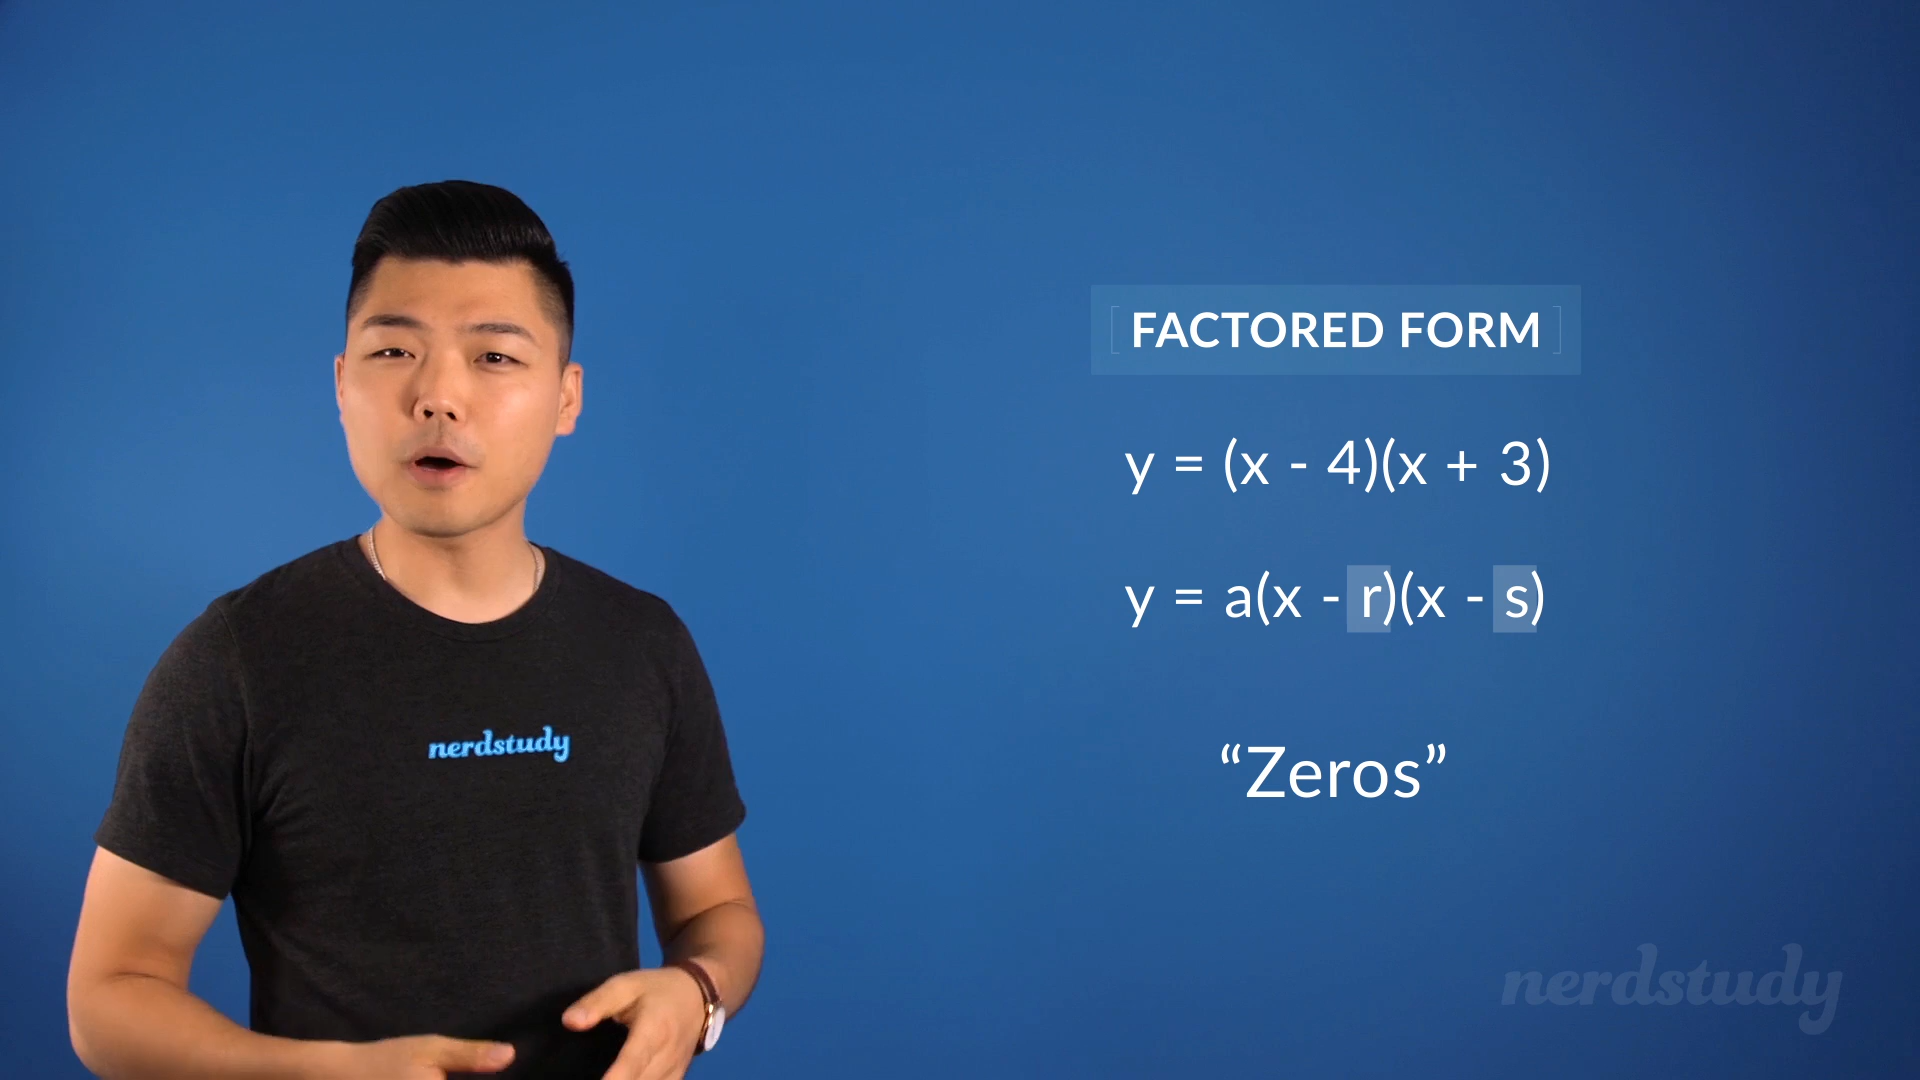 [ FACTORED FORM ]
y = (x - 4)(x + 3)
y = a(x - r)(x - s)
“Zeros”
nerdstudy
nerdstudy